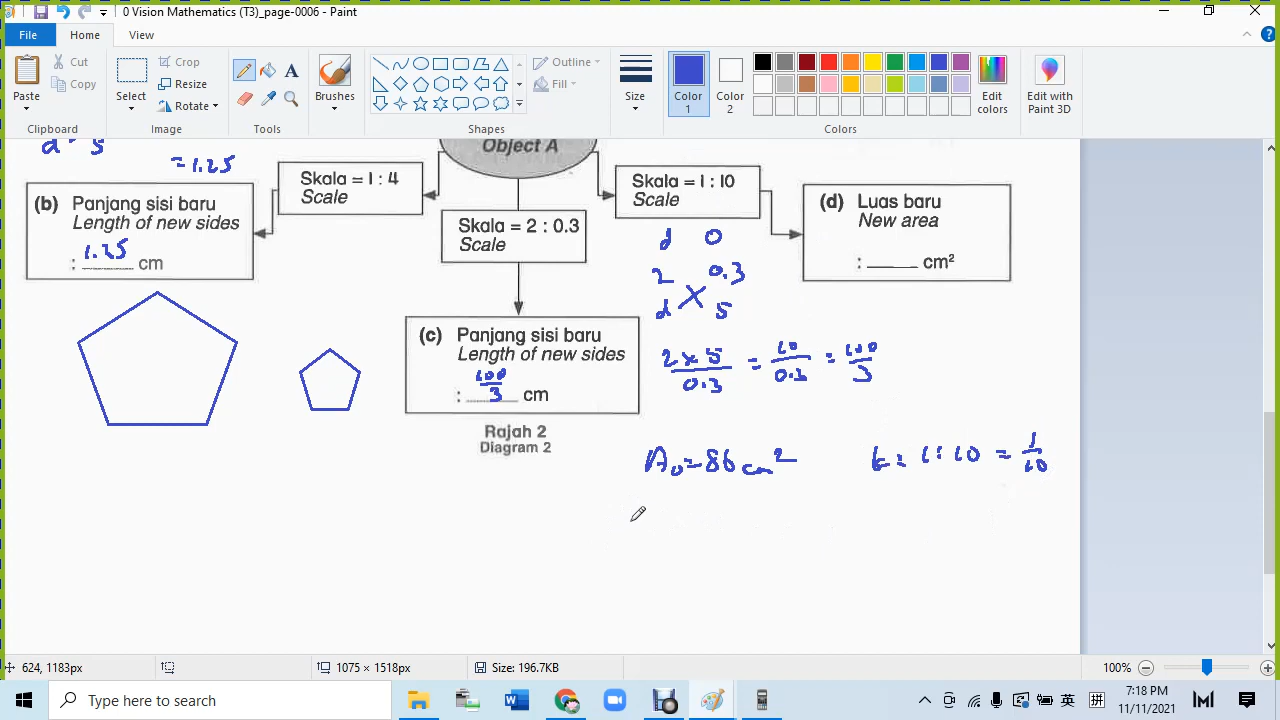 0 Vision Mathematics (T3)_page-0006 - Paint
File Home View
Paste Cut Copy Clipboard
Select Crop Resize Rotate Image
Tools
Brushes
Outline Fill Shapes
Size
Color 1 Color 2 Edit colors Colors
Edit with Paint 3D
= 1.25
Object A
Skala = 1 : 4
Scale
Skala = 2 : 0.3
Scale
Skala = 1 : 10
Scale
(b) Panjang sisi baru
Length of new sides
: 1.25 cm
(d) Luas baru
New area
: ______ cm²
d 0
2 0.3
d 5
(c) Panjang sisi baru
Length of new sides
: 100/3 cm
2 × 5 / 0.3 = 10/0.3 = 100/3
Rajah 2
Diagram 2
A₀ = 86 cm² k = 1 : 10 = 1/10
624, 1183px
1075 × 1518px
Size: 196.7KB
100%
Type here to search
英
拼
7:18 PM
11/11/2021